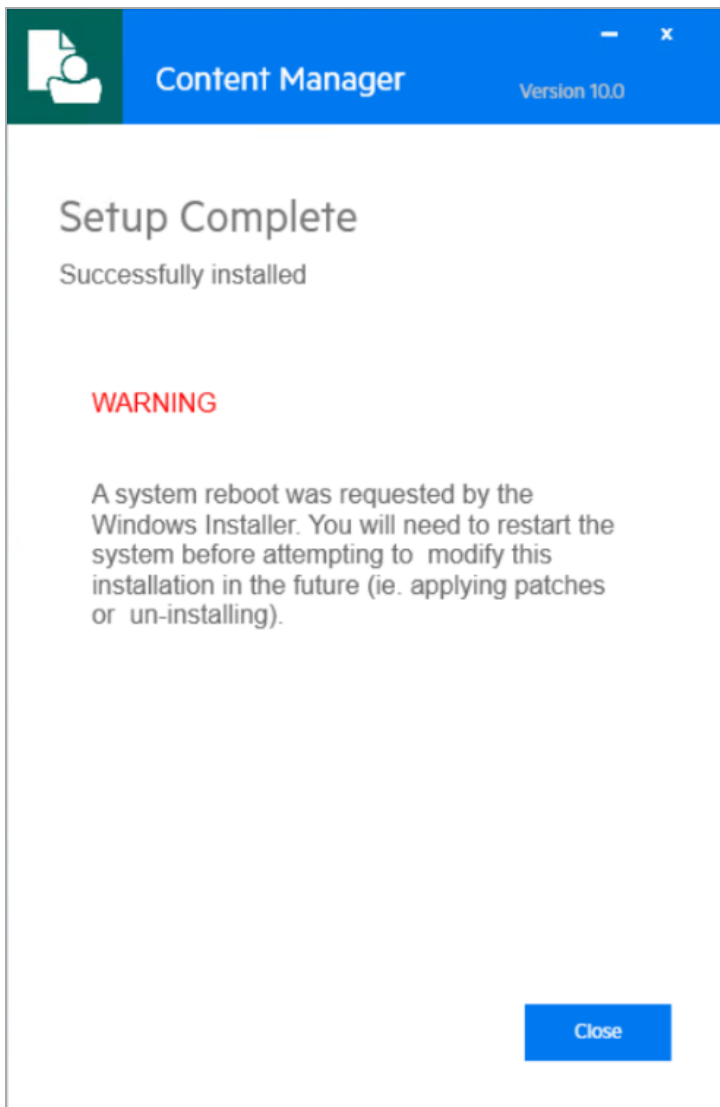 Content Manager
Version 10.0
Setup Complete
Successfully installed
WARNING
A system reboot was requested by the
Windows Installer. You will need to restart the
system before attempting to  modify this
installation in the future (ie. applying patches
or  un-installing).
Close